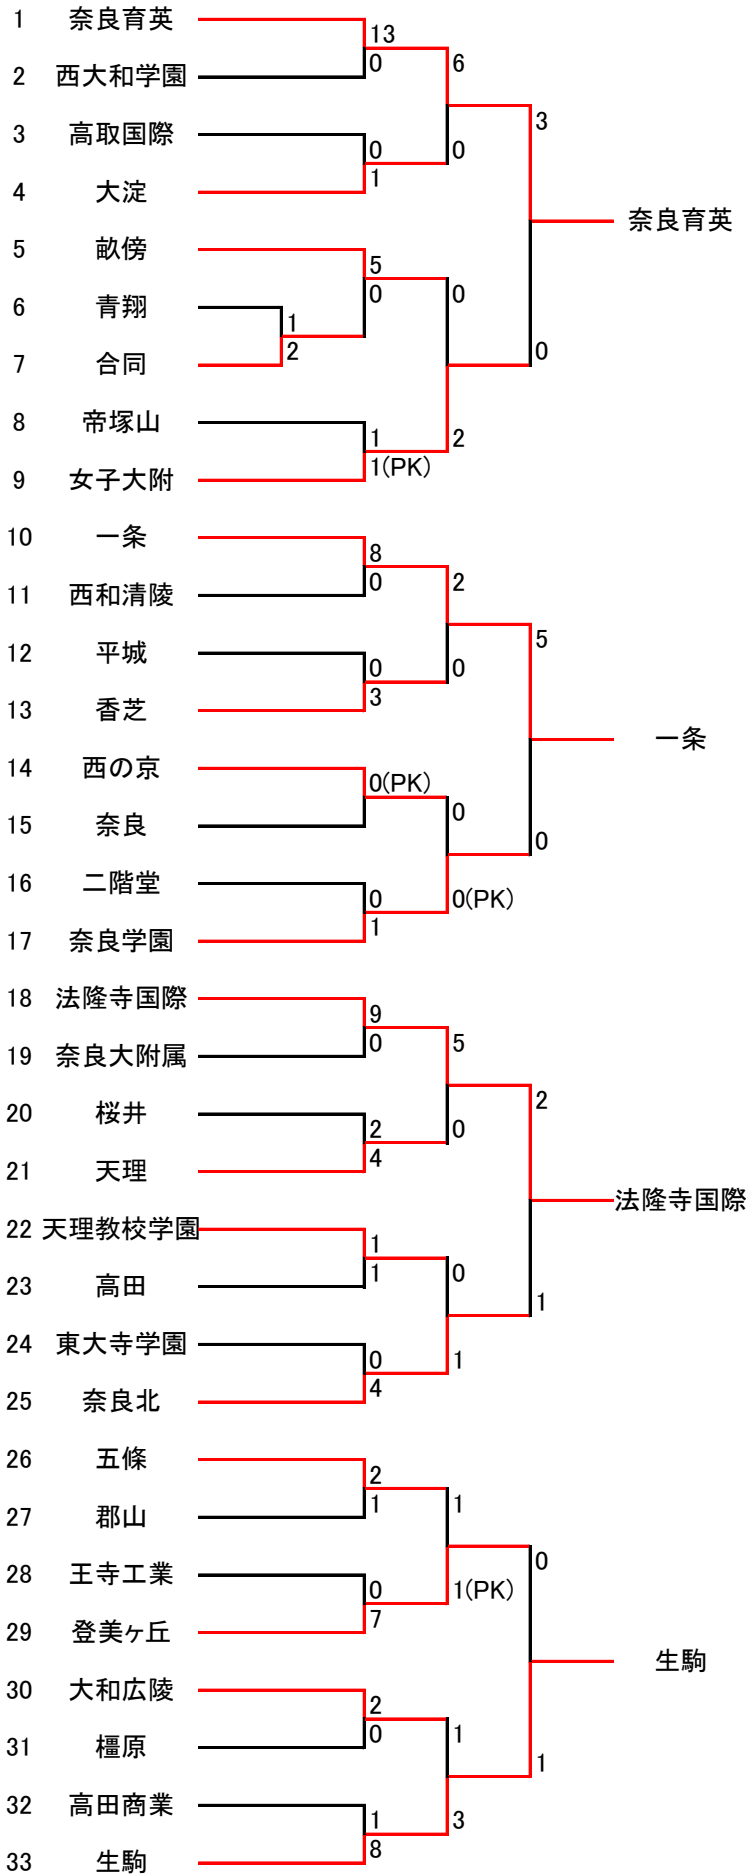 1 奈良育英
13
0
2 西大和学園
6
3
3 高取国際
0
0
1
4 大淀
奈良育英
5 畝傍
5
0
0
6 青翔
1
2
7 合同
0
8 帝塚山
1
2
1(PK)
9 女子大附
10 一条
8
0
2
11 西和清陵
5
12 平城
0
0
3
13 香芝
一条
14 西の京
0(PK)
0
15 奈良
0
16 二階堂
0
0(PK)
1
17 奈良学園
18 法隆寺国際
9
0
5
19 奈良大附属
2
20 桜井
2
0
4
21 天理
法隆寺国際
22 天理教校学園
1
1
0
23 高田
1
24 東大寺学園
0
1
4
25 奈良北
26 五條
2
1
1
27 郡山
0
28 王寺工業
0
1(PK)
7
29 登美ヶ丘
生駒
30 大和広陵
2
0
1
31 橿原
1
32 高田商業
1
3
8
33 生駒